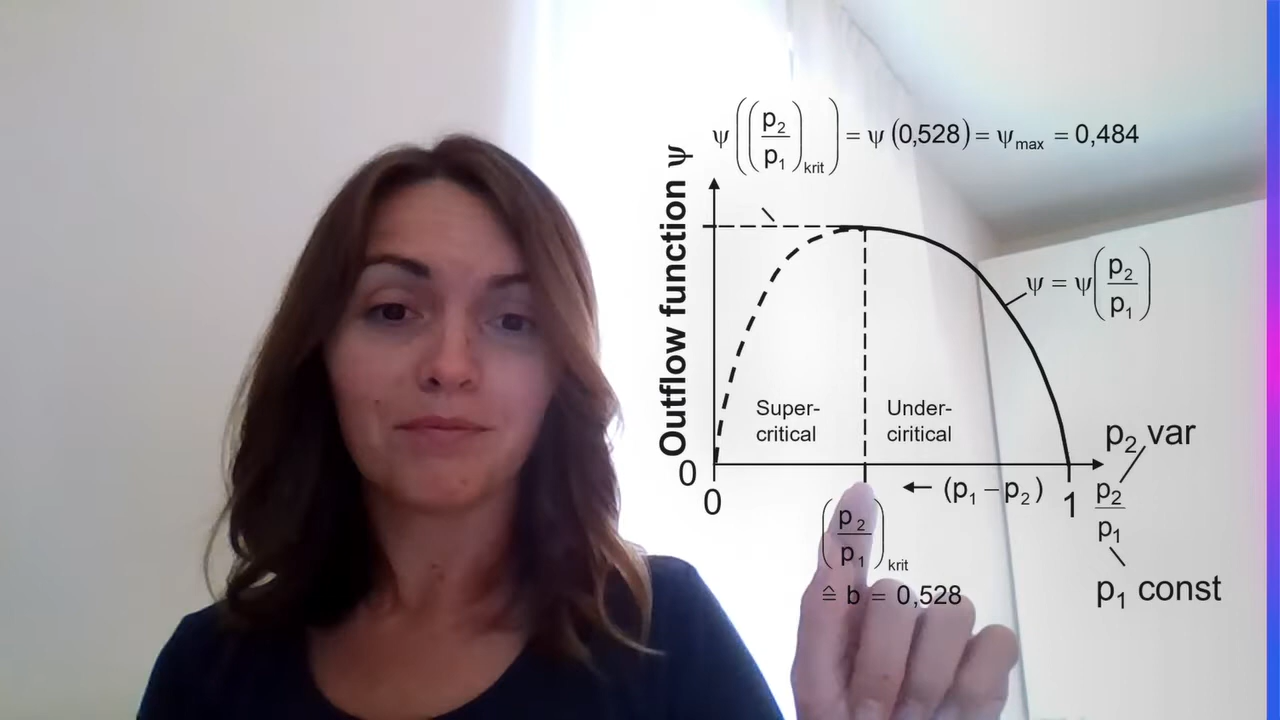 ψ((p₂/p₁)krit) = ψ(0,528) = ψmax = 0,484
Outflow function ψ
ψ = ψ(p₂/p₁)
Super-
critical
Under-
ciritical
p₂ var
0
0
← (p₁ – p₂)
1
p₂/p₁
(p₂/p₁)krit
p₁ const
≙ b = 0,528